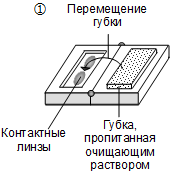 ① Перемещение
губки
Контактные
линзы
Губка,
пропитанная
очищающим
раствором